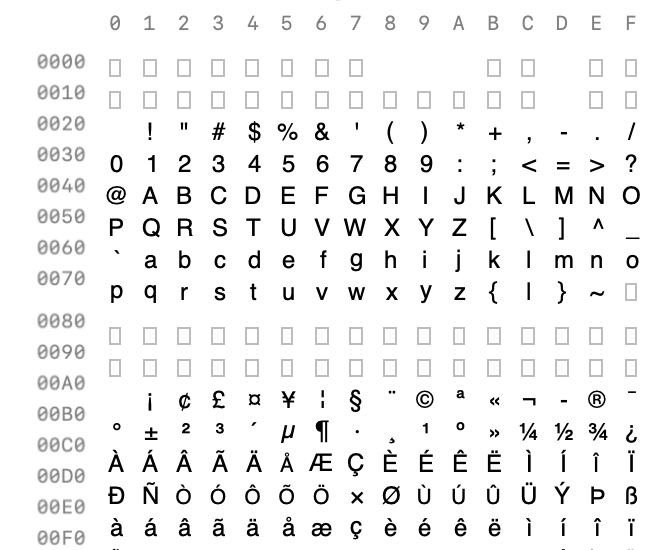 0 1 2 3 4 5 6 7 8 9 A B C D E F
0000
0010
0020 ! " # $ % & ' ( ) * + , - . /
0030 0 1 2 3 4 5 6 7 8 9 : ; < = > ?
0040 @ A B C D E F G H I J K L M N O
0050 P Q R S T U V W X Y Z [ \ ] ^ _
0060 ` a b c d e f g h i j k l m n o
0070 p q r s t u v w x y z { | } ~
0080
0090
00A0 ¡ ¢ £ ¤ ¥ ¦ § ¨ © ª « ¬ - ® ¯
00B0 ° ± ² ³ ´ µ ¶ · ¸ ¹ º » ¼ ½ ¾ ¿
00C0 À Á Â Ã Ä Å Æ Ç È É Ê Ë Ì Í Î Ï
00D0 Ð Ñ Ò Ó Ô Õ Ö × Ø Ù Ú Û Ü Ý Þ ß
00E0 à á â ã ä å æ ç è é ê ë ì í î ï
00F0